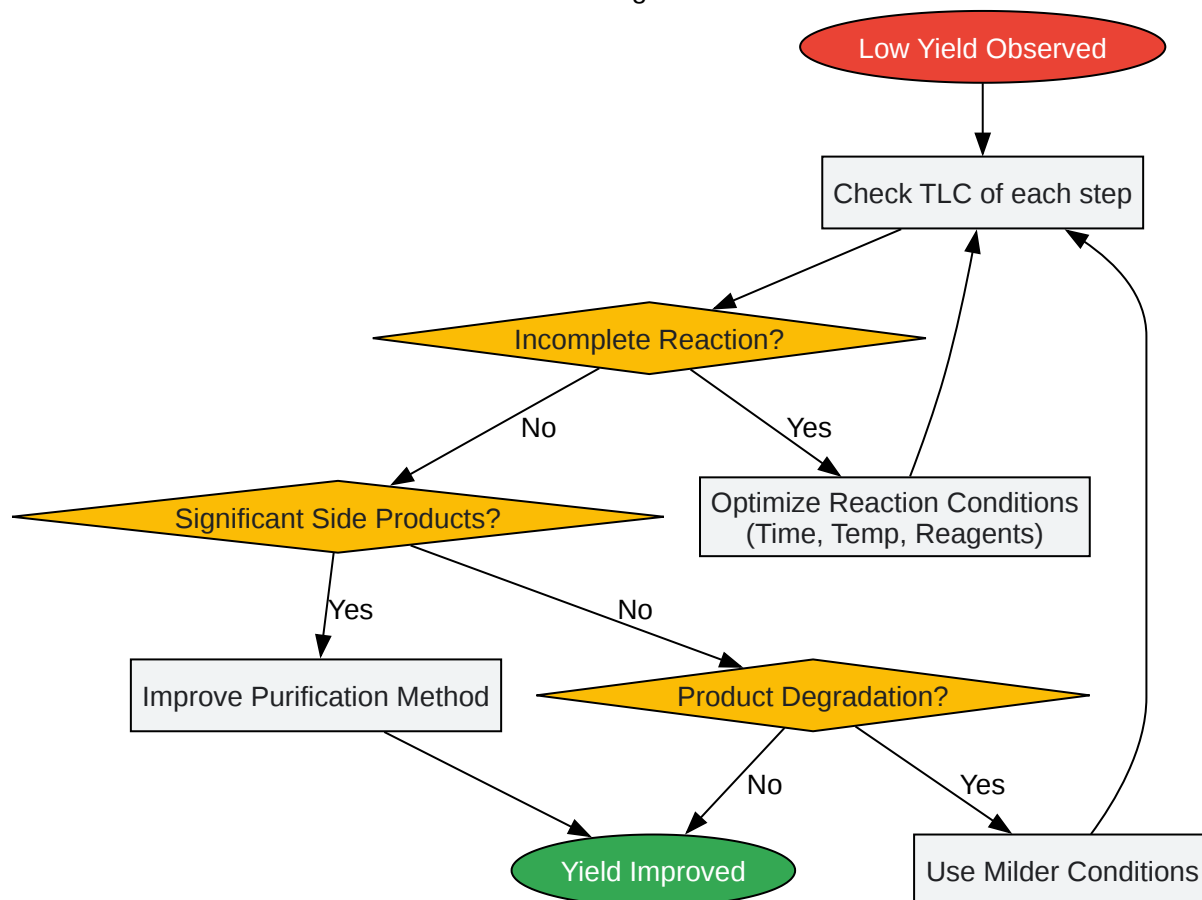 Low Yield Observed
Check TLC of each step
Incomplete Reaction?
No
Yes
Significant Side Products?
Optimize Reaction Conditions
(Time, Temp, Reagents)
Yes
No
Improve Purification Method
Product Degradation?
No
Yes
Yield Improved
Use Milder Conditions